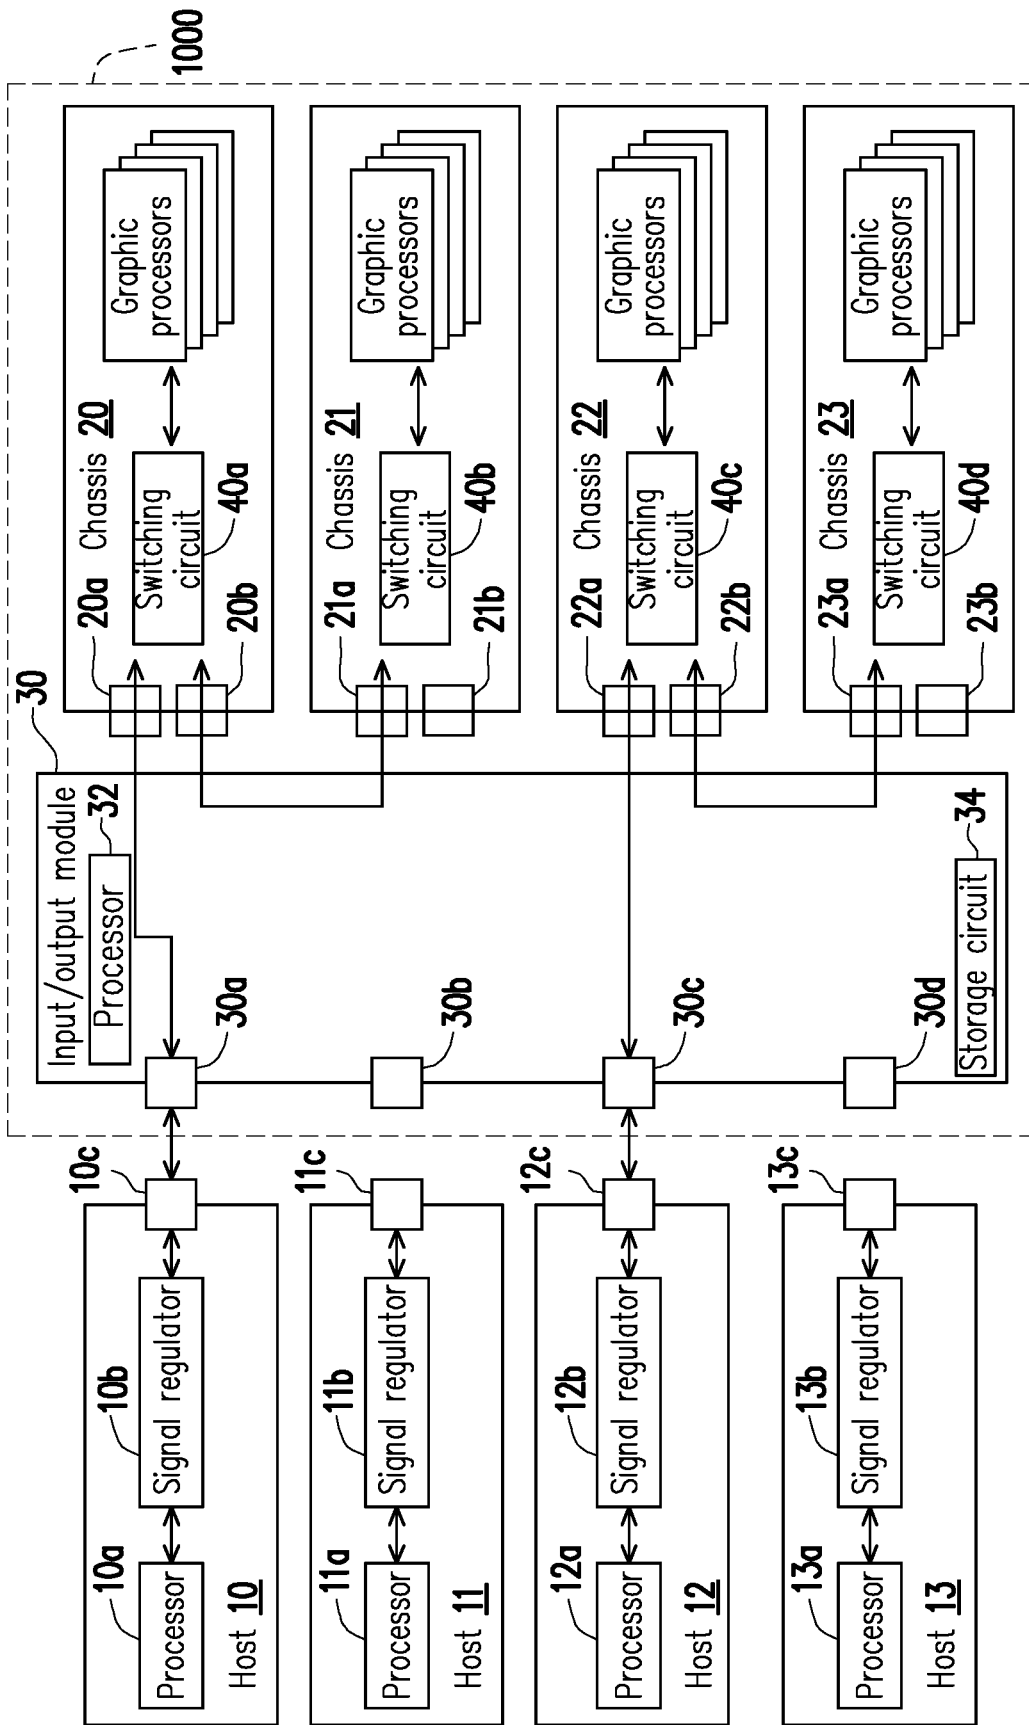 1000
30
Input/output module
Processor
32
Storage circuit
34
30a
30b
30c
30d
10a
10b
10c
Processor
Signal regulator
Host 10
11a
11b
11c
Processor
Signal regulator
Host 11
12a
12b
12c
Processor
Signal regulator
Host 12
13a
13b
13c
Processor
Signal regulator
Host 13
20a
Chassis 20
Switching
circuit
Graphic
processors
20b
40a
21a
Chassis 21
Switching
circuit
Graphic
processors
21b
40b
22a
Chassis 22
Switching
circuit
Graphic
processors
22b
40c
23a
Chassis 23
Switching
circuit
Graphic
processors
23b
40d